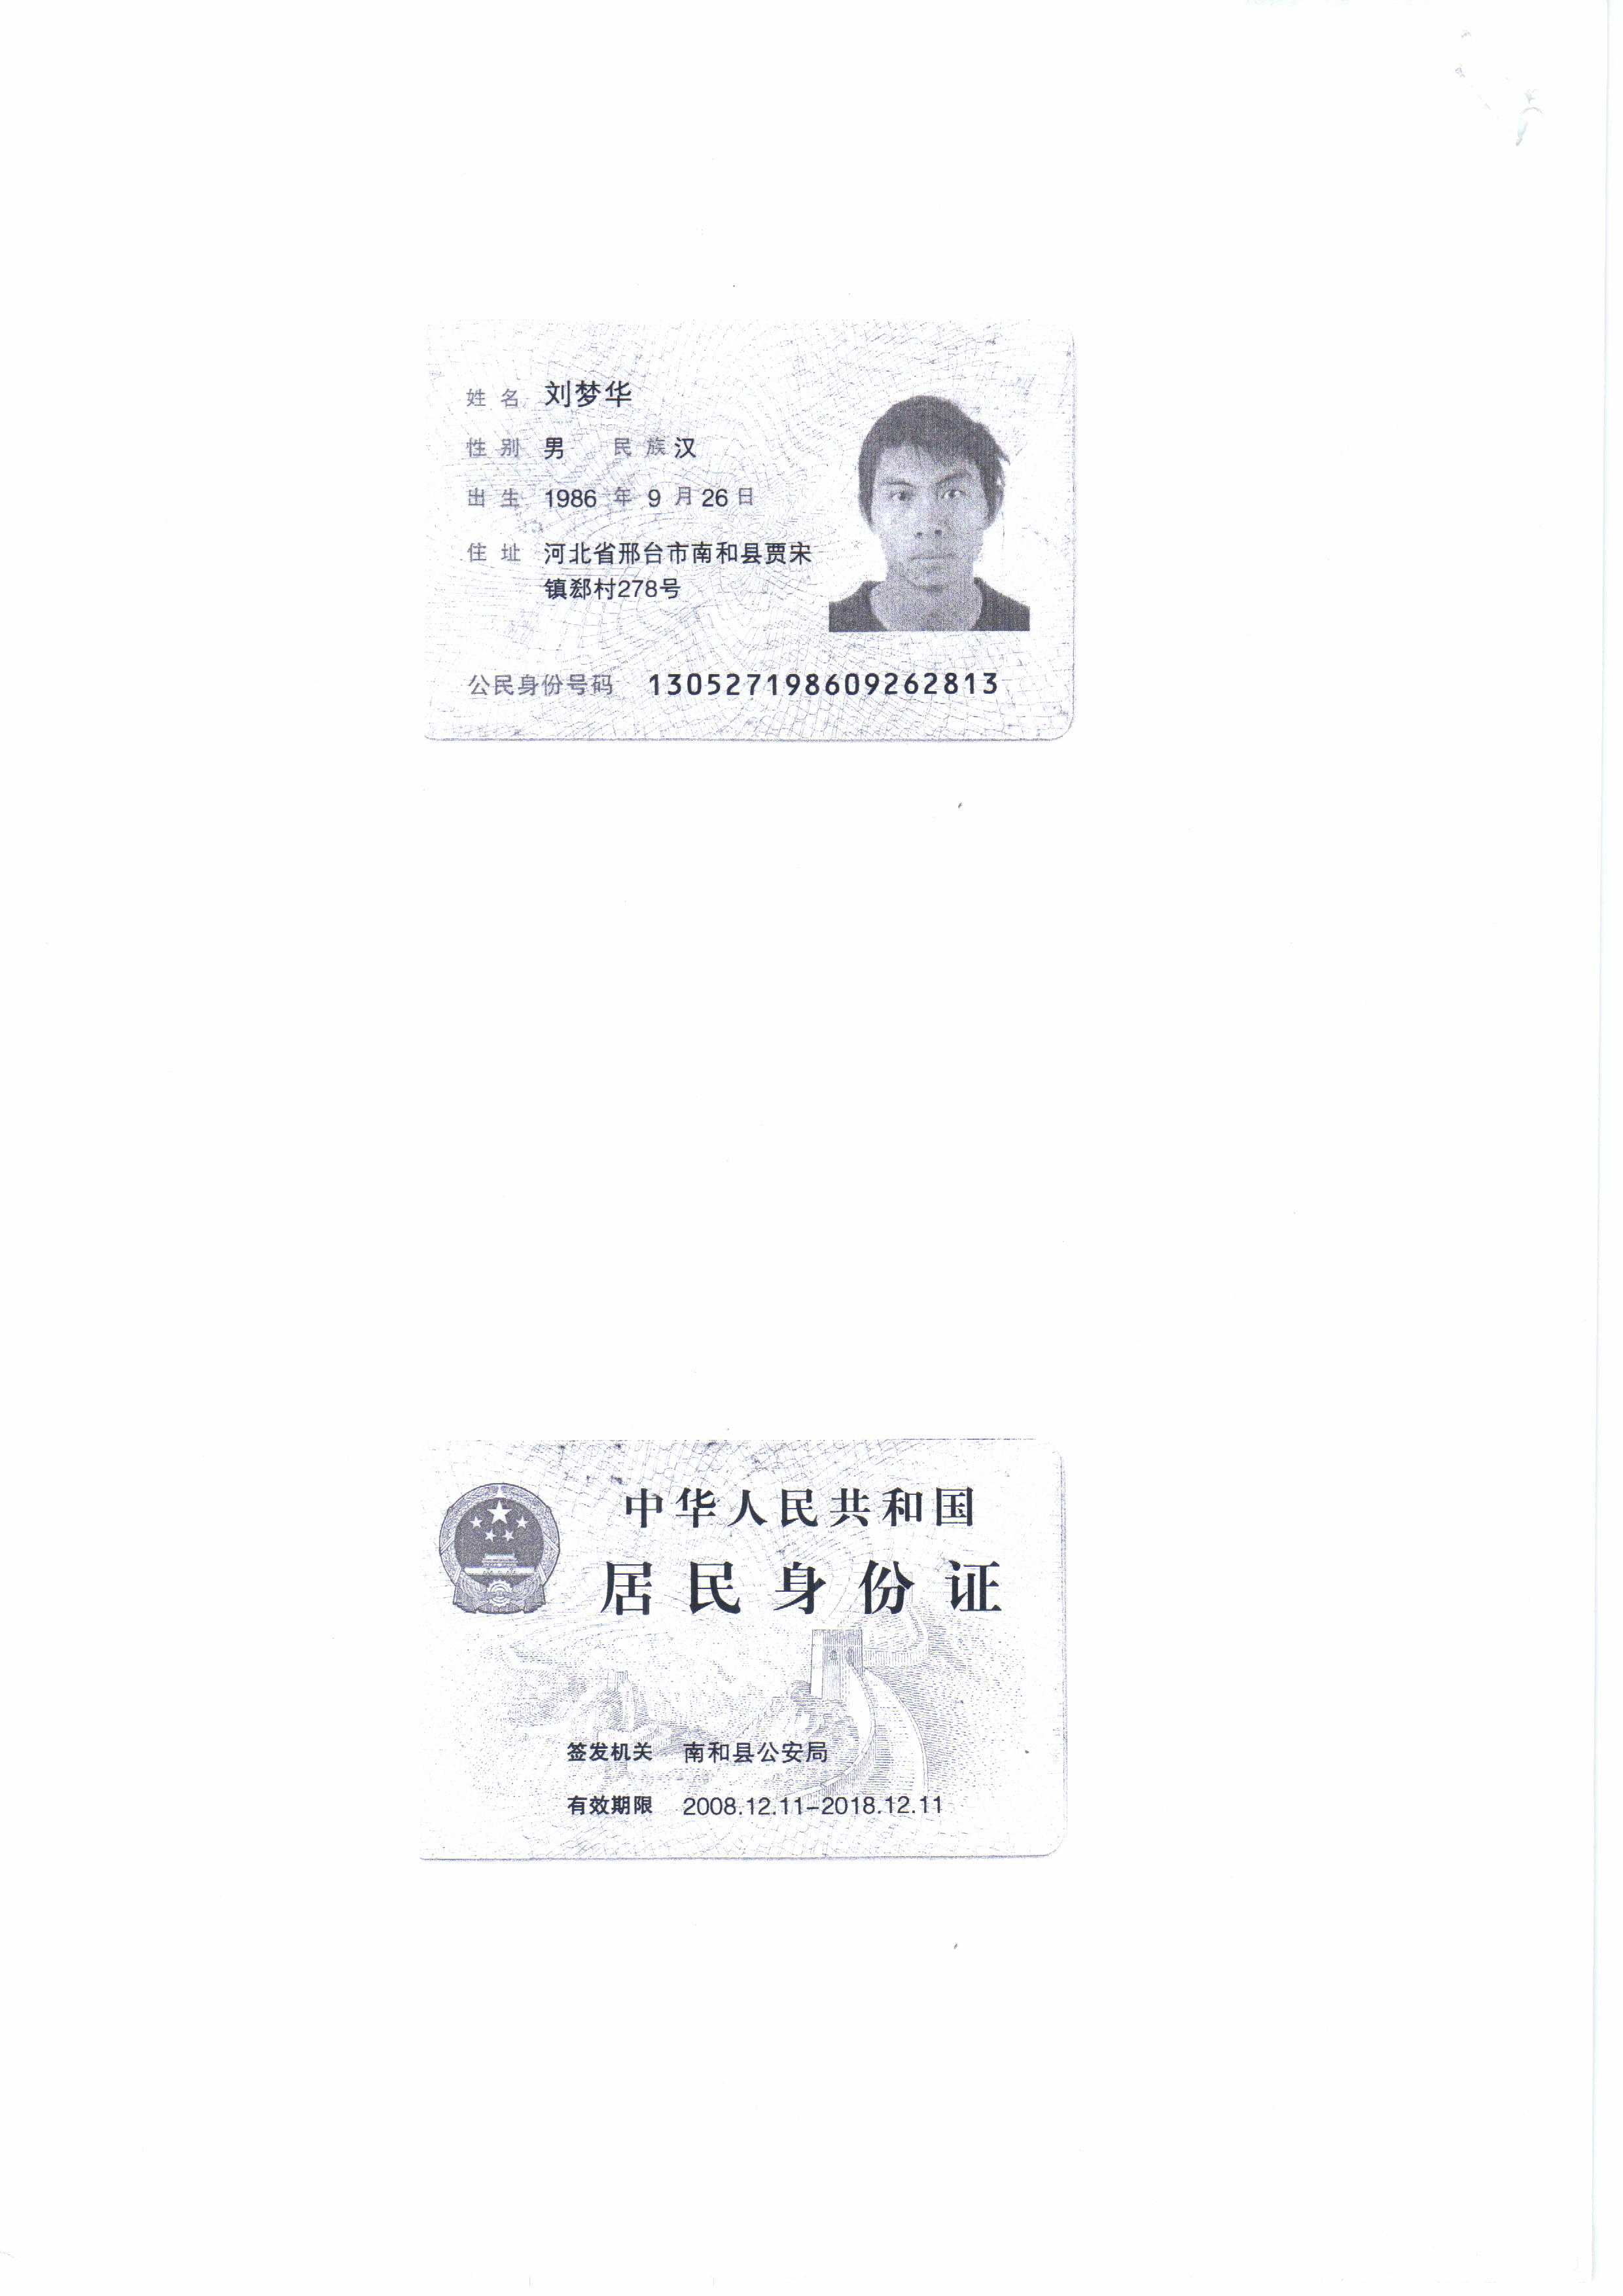 姓名 刘梦华
性别 男 民族 汉
出生 1986 年 9 月 26 日
住址 河北省邢台市南和县贾宋
镇郄村278号
公民身份号码 130527198609262813
中华人民共和国
居民身份证
签发机关 南和县公安局
有效期限 2008.12.11-2018.12.11